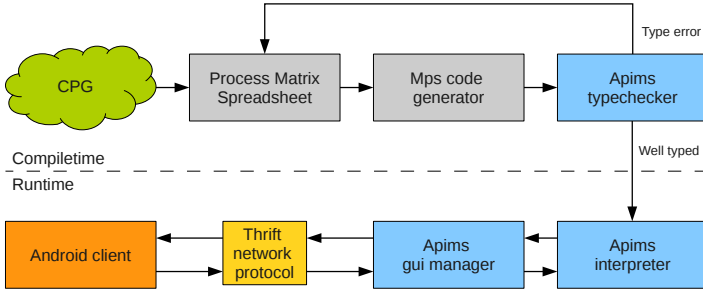 Type error
CPG
Process Matrix
Spreadsheet
Mps code
generator
Apims
typechecker
Well typed
Compiletime
Runtime
Android client
Thrift
network
protocol
Apims
gui manager
Apims
interpreter